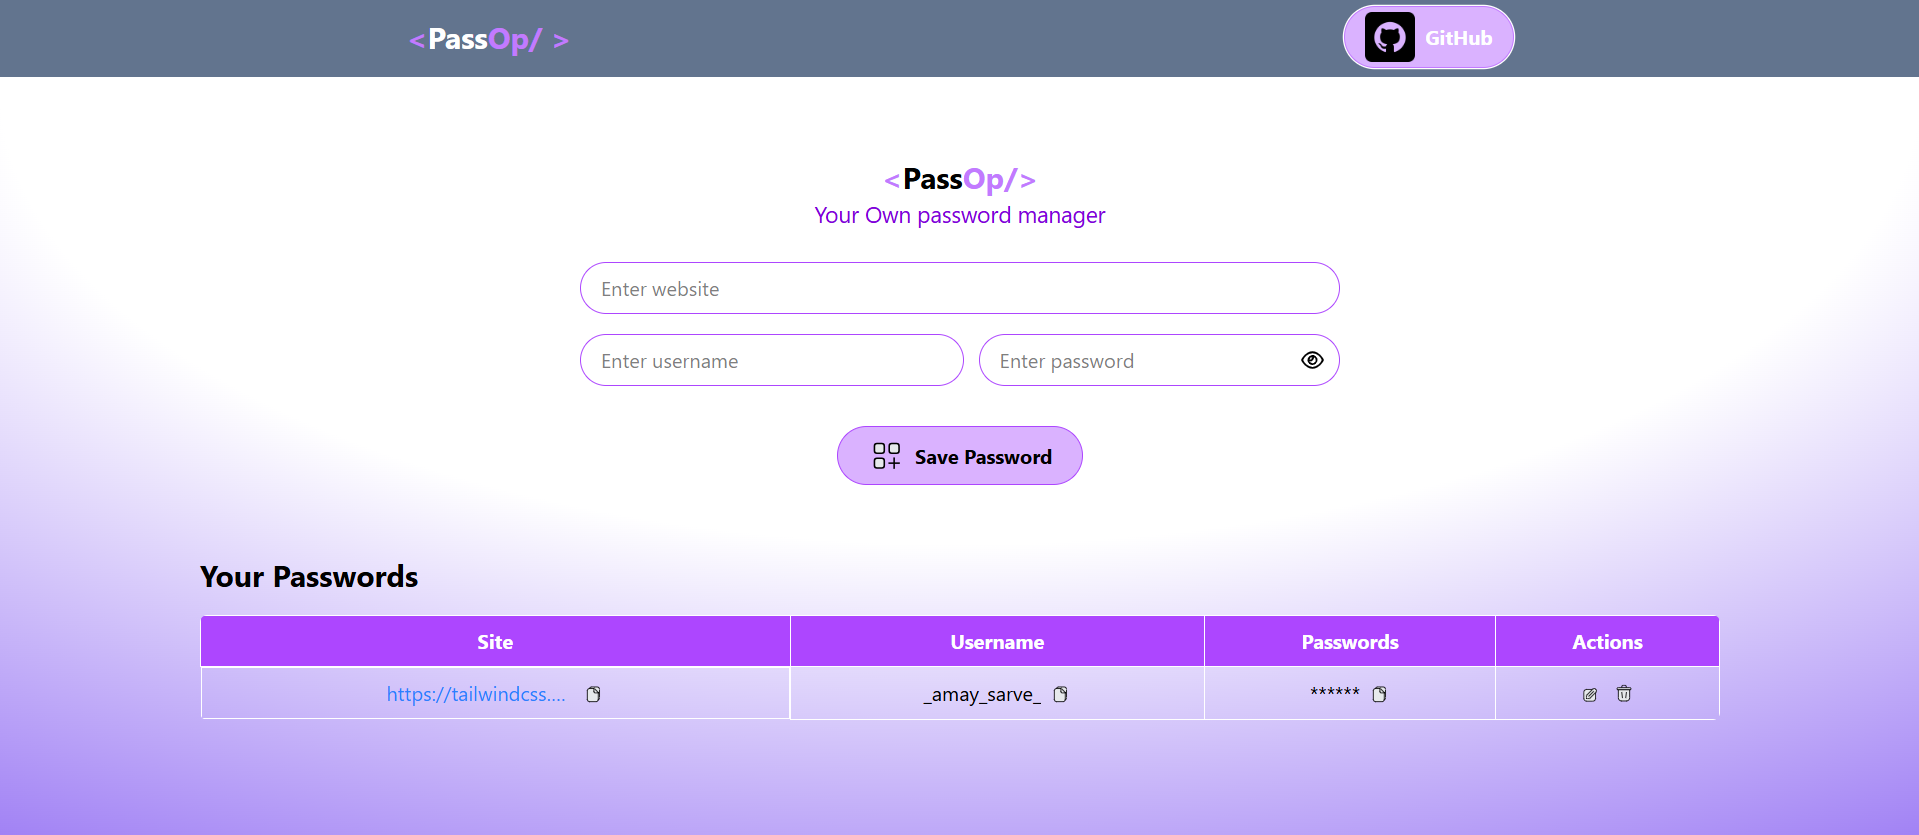 <PassOp/ >
GitHub
<PassOp/>
Your Own password manager
Enter website
Enter username Enter password
Save Password
Your Passwords
Site Username Passwords Actions
https://tailwindcss.... _amay_sarve_ ******